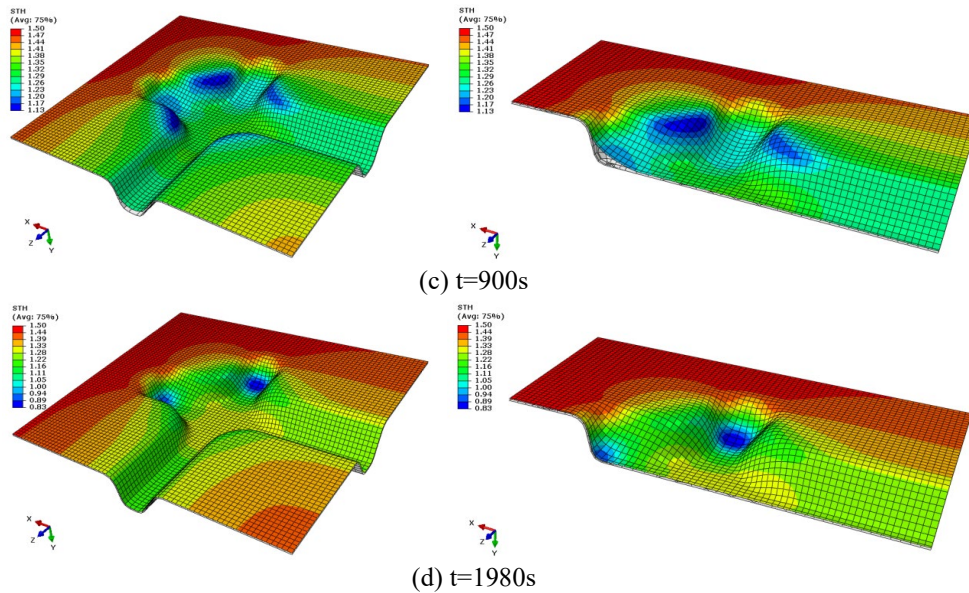 STH
(Avg: 75%)
1.50
1.47
1.44
1.41
1.38
1.35
1.32
1.29
1.26
1.23
1.20
1.17
1.13
X
Z
Y
STH
(Avg: 75%)
1.50
1.47
1.44
1.41
1.38
1.35
1.32
1.29
1.26
1.23
1.20
1.17
1.13
X
Z
Y
(c) t=900s
STH
(Avg: 75%)
1.50
1.44
1.39
1.33
1.28
1.22
1.16
1.11
1.05
1.00
0.94
0.89
0.83
X
Z
Y
STH
(Avg: 75%)
1.50
1.44
1.39
1.33
1.28
1.22
1.16
1.11
1.05
1.00
0.94
0.89
0.83
X
Z
Y
(d) t=1980s